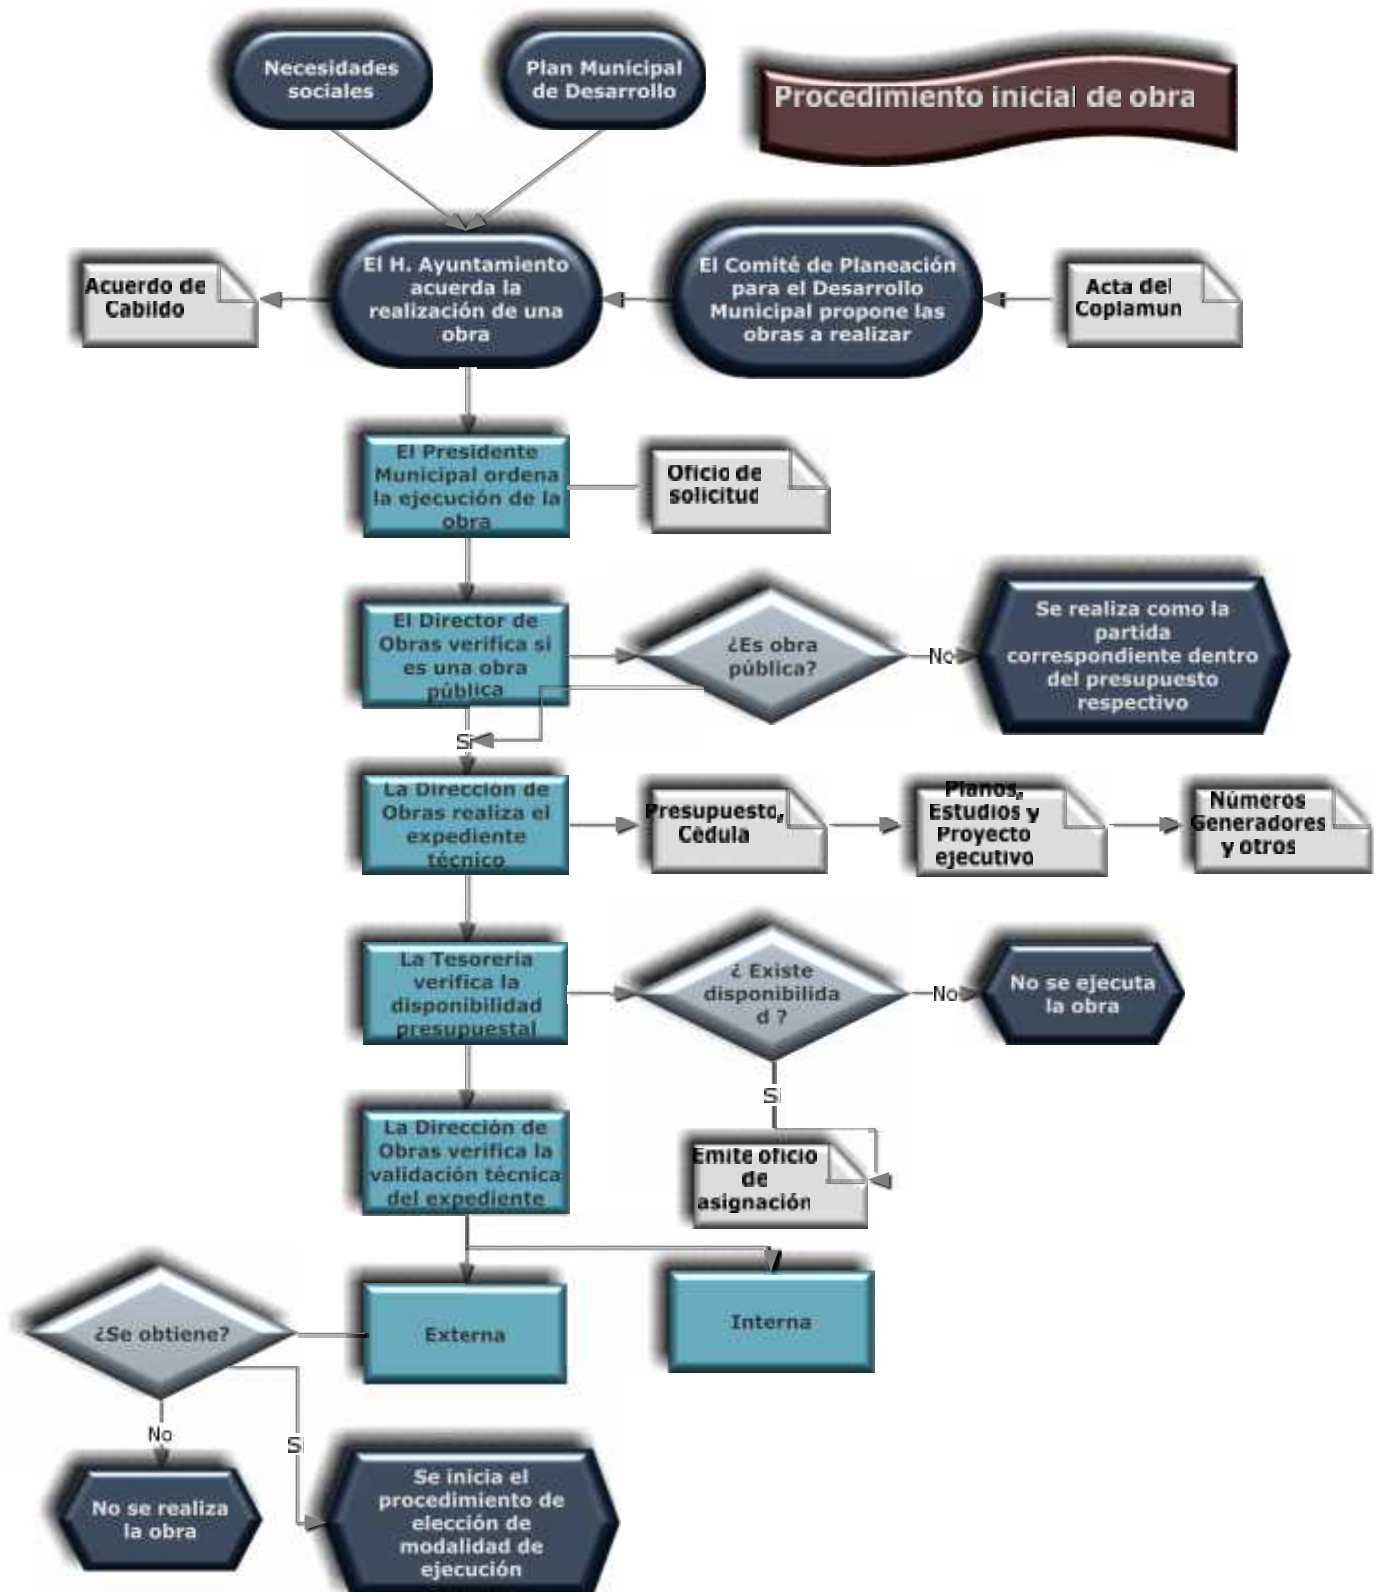 Necesidades
sociales
Plan Municipal
de Desarrollo
Procedimiento inicial de obra
Acuerdo de
Cabildo
El H. Ayuntamiento
acuerda la
realización de una
obra
El Comité de Planeación
para el Desarrollo
Municipal propone las
obras a realizar
Acta del
Coplamun
El Presidente
Municipal ordena
la ejecución de la
obra
Oficio de
solicitud
El Director de
Obras verifica si
es una obra
pública
¿Es obra
pública?
No
Se realiza como la
partida
correspondiente dentro
del presupuesto
respectivo
Si
La Dirección de
Obras realiza el
expediente
técnico
Presupuesto,
Cédula
Planos,
Estudios y
Proyecto
ejecutivo
Números
Generadores
y otros
La Tesorería
verifica la
disponibilidad
presupuestal
¿ Existe
disponibilida
d ?
No
No se ejecuta
la obra
Si
La Dirección de
Obras verifica la
validación técnica
del expediente
Emite oficio
de
asignación
¿Se obtiene?
Externa
Interna
No
Si
No se realiza
la obra
Se inicia el
procedimiento de
elección de
modalidad de
ejecución